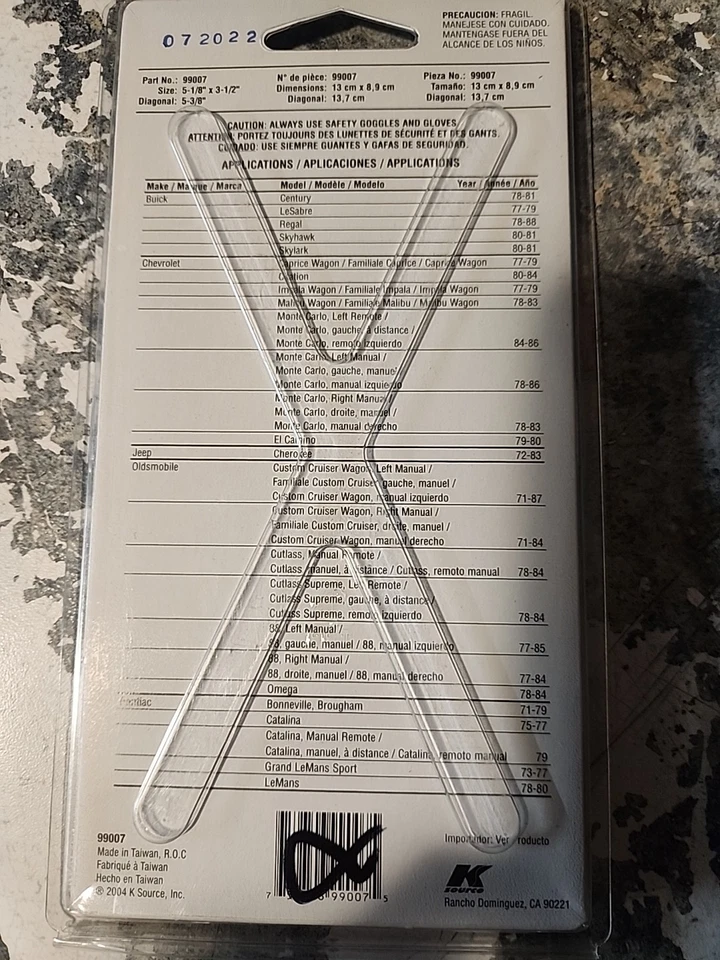 072022
PRECAUCION: FRAGIL.
MANEJESE CON CUIDADO.
MANTENGASE FUERA DEL
ALCANCE DE LOS NIÑOS.
Part No.: 99007 N° de pièce: 99007 Pieza No.: 99007
Size: 5-1/8" x 3-1/2" Dimensions: 13 cm x 8,9 cm Tamaño: 13 cm x 8,9 cm
Diagonal: 5-3/8" Diagonal: 13,7 cm Diagonal: 13,7 cm
CAUTION: ALWAYS USE SAFETY GOGGLES AND GLOVES.
ATTENTION: PORTEZ TOUJOURS DES LUNETTES DE SÉCURITÉ ET DES GANTS.
CUIDADO: USE SIEMPRE GUANTES Y GAFAS DE SEGURIDAD.
APPLICATIONS / APLICACIONES / APPLICATIONS
Make / Marque / Marca Model / Modèle / Modelo Year / Année / Año
Buick Century 78-81
LeSabre 77-79
Regal 78-88
Skyhawk 80-81
Skylark 80-81
Chevrolet Caprice Wagon / Familiale Caprice / Caprice Wagon 77-79
Citation 80-84
Impala Wagon / Familiale Impala / Impala Wagon 77-79
Malibu Wagon / Familiale Malibu / Malibu Wagon 78-83
Monte Carlo, Left Remote /
Monte Carlo, gauche, à distance /
Monte Carlo, remoto izquierdo 84-86
Monte Carlo, Left Manual /
Monte Carlo, gauche, manuel
Monte Carlo, manual izquierdo 78-86
Monte Carlo, Right Manual
Monte Carlo, droite, manuel /
Monte Carlo, manual derecho 78-83
El Camino 79-80
Jeep Cherokee 72-83
Oldsmobile Custom Cruiser Wagon, Left Manual /
Familiale Custom Cruiser, gauche, manuel /
Custom Cruiser Wagon, manual izquierdo 71-87
Custom Cruiser Wagon, Right Manual /
Familiale Custom Cruiser, droite, manuel /
Custom Cruiser Wagon, manual derecho 71-84
Cutlass, Manual Remote /
Cutlass, manuel, à distance / Cutlass, remoto manual 78-84
Cutlass Supreme, Left Remote /
Cutlass Supreme, gauche, à distance/
Cutlass Supreme, remoto izquierdo 78-84
88, Left Manual /
88, gauche, manuel / 88, manual izquierdo 77-85
88, Right Manual /
88, droite, manuel / 88, manual derecho 77-84
Omega 78-84
Pontiac Bonneville, Brougham 71-79
Catalina 75-77
Catalina, Manual Remote /
Catalina, manuel, à distance / Catalina, remoto manual 79
Grand LeMans Sport 73-77
LeMans 78-80
99007
Made in Taiwan, R.O.C
Fabriqué à Taiwan
Hecho en Taiwan
® 2004 K Source, Inc.
7 99007 5
Importador: Ver Producto
K
SOURCE
Rancho Dominguez, CA 90221